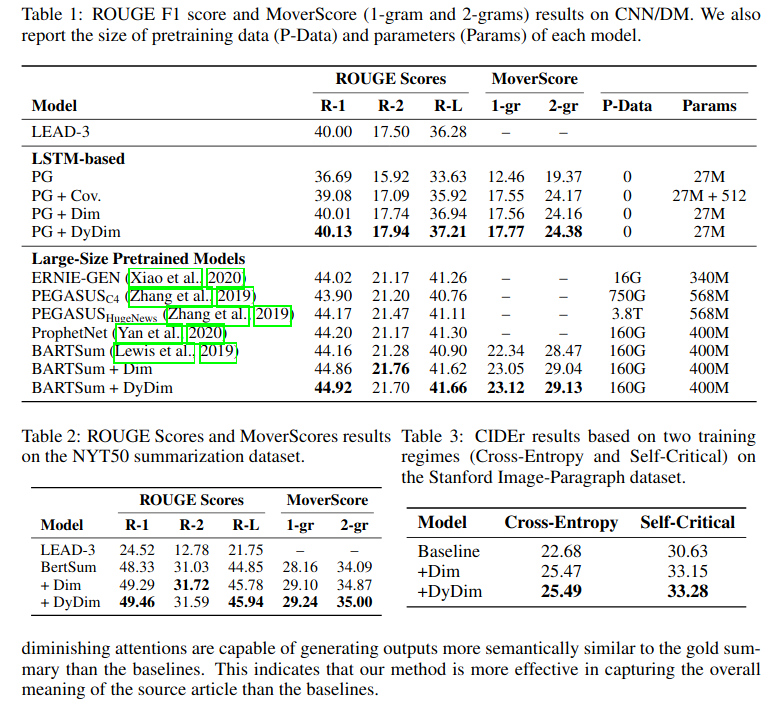 Table 1: ROUGE F1 score and MoverScore (1-gram and 2-grams) results on CNN/DM. We also
report the size of pretraining data (P-Data) and parameters (Params) of each model.
ROUGE Scores MoverScore
Model R-1 R-2 R-L 1-gr 2-gr P-Data Params
LEAD-3 40.00 17.50 36.28 – –
LSTM-based
PG 36.69 15.92 33.63 12.46 19.37 0 27M
PG + Cov. 39.08 17.09 35.92 17.55 24.17 0 27M + 512
PG + Dim 40.01 17.74 36.94 17.56 24.16 0 27M
PG + DyDim 40.13 17.94 37.21 17.77 24.38 0 27M
Large-Size Pretrained Models
ERNIE-GEN (Xiao et al., 2020) 44.02 21.17 41.26 – – 16G 340M
PEGASUSC4 (Zhang et al., 2019) 43.90 21.20 40.76 – – 750G 568M
PEGASUSHugeNews (Zhang et al., 2019) 44.17 21.47 41.11 – – 3.8T 568M
ProphetNet (Yan et al., 2020) 44.20 21.17 41.30 – – 160G 400M
BARTSum (Lewis et al., 2019) 44.16 21.28 40.90 22.34 28.47 160G 400M
BARTSum + Dim 44.86 21.76 41.62 23.05 29.04 160G 400M
BARTSum + DyDim 44.92 21.70 41.66 23.12 29.13 160G 400M
Table 2: ROUGE Scores and MoverScores results
on the NYT50 summarization dataset.
ROUGE Scores MoverScore
Model R-1 R-2 R-L 1-gr 2-gr
LEAD-3 24.52 12.78 21.75 – –
BertSum 48.33 31.03 44.85 28.16 34.09
+ Dim 49.29 31.72 45.78 29.10 34.87
+ DyDim 49.46 31.59 45.94 29.24 35.00
Table 3: CIDEr results based on two training
regimes (Cross-Entropy and Self-Critical) on
the Stanford Image-Paragraph dataset.
Model Cross-Entropy Self-Critical
Baseline 22.68 30.63
+Dim 25.47 33.15
+DyDim 25.49 33.28
diminishing attentions are capable of generating outputs more semantically similar to the gold sum-
mary than the baselines. This indicates that our method is more effective in capturing the overall
meaning of the source article than the baselines.